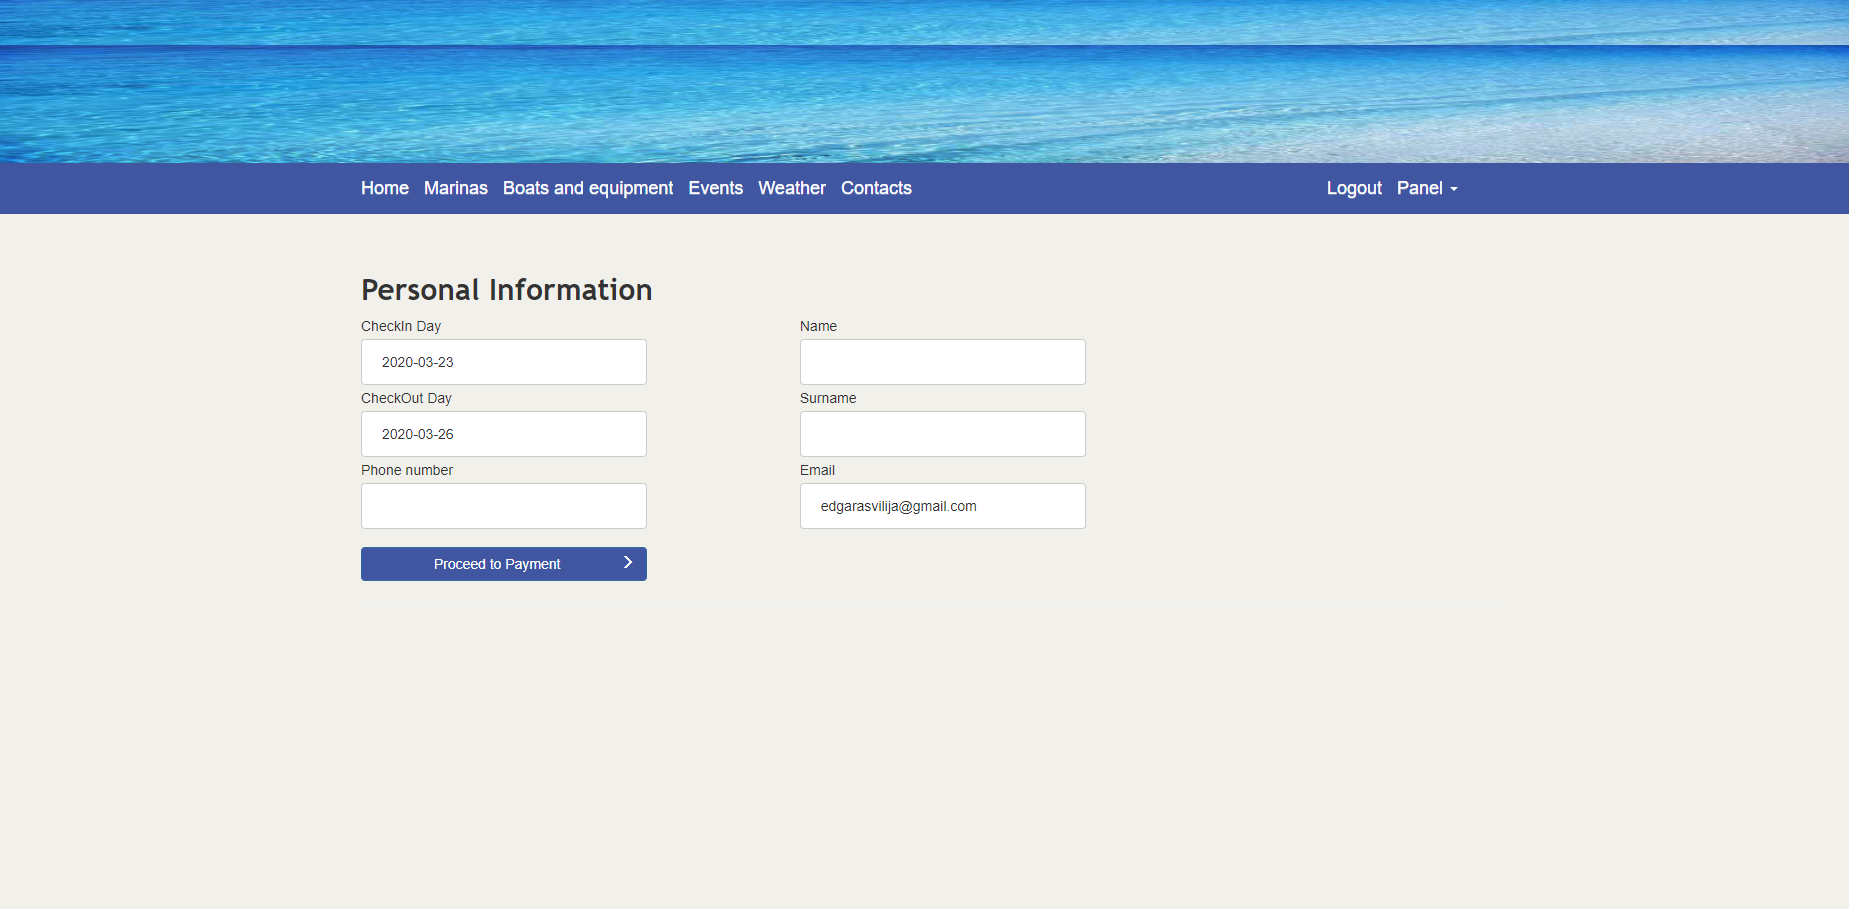 Home Marinas Boats and equipment Events Weather Contacts Logout Panel
Personal Information
CheckIn Day Name
2020-03-23
CheckOut Day Surname
2020-03-26
Phone number Email
edgarasvilija@gmail.com
Proceed to Payment